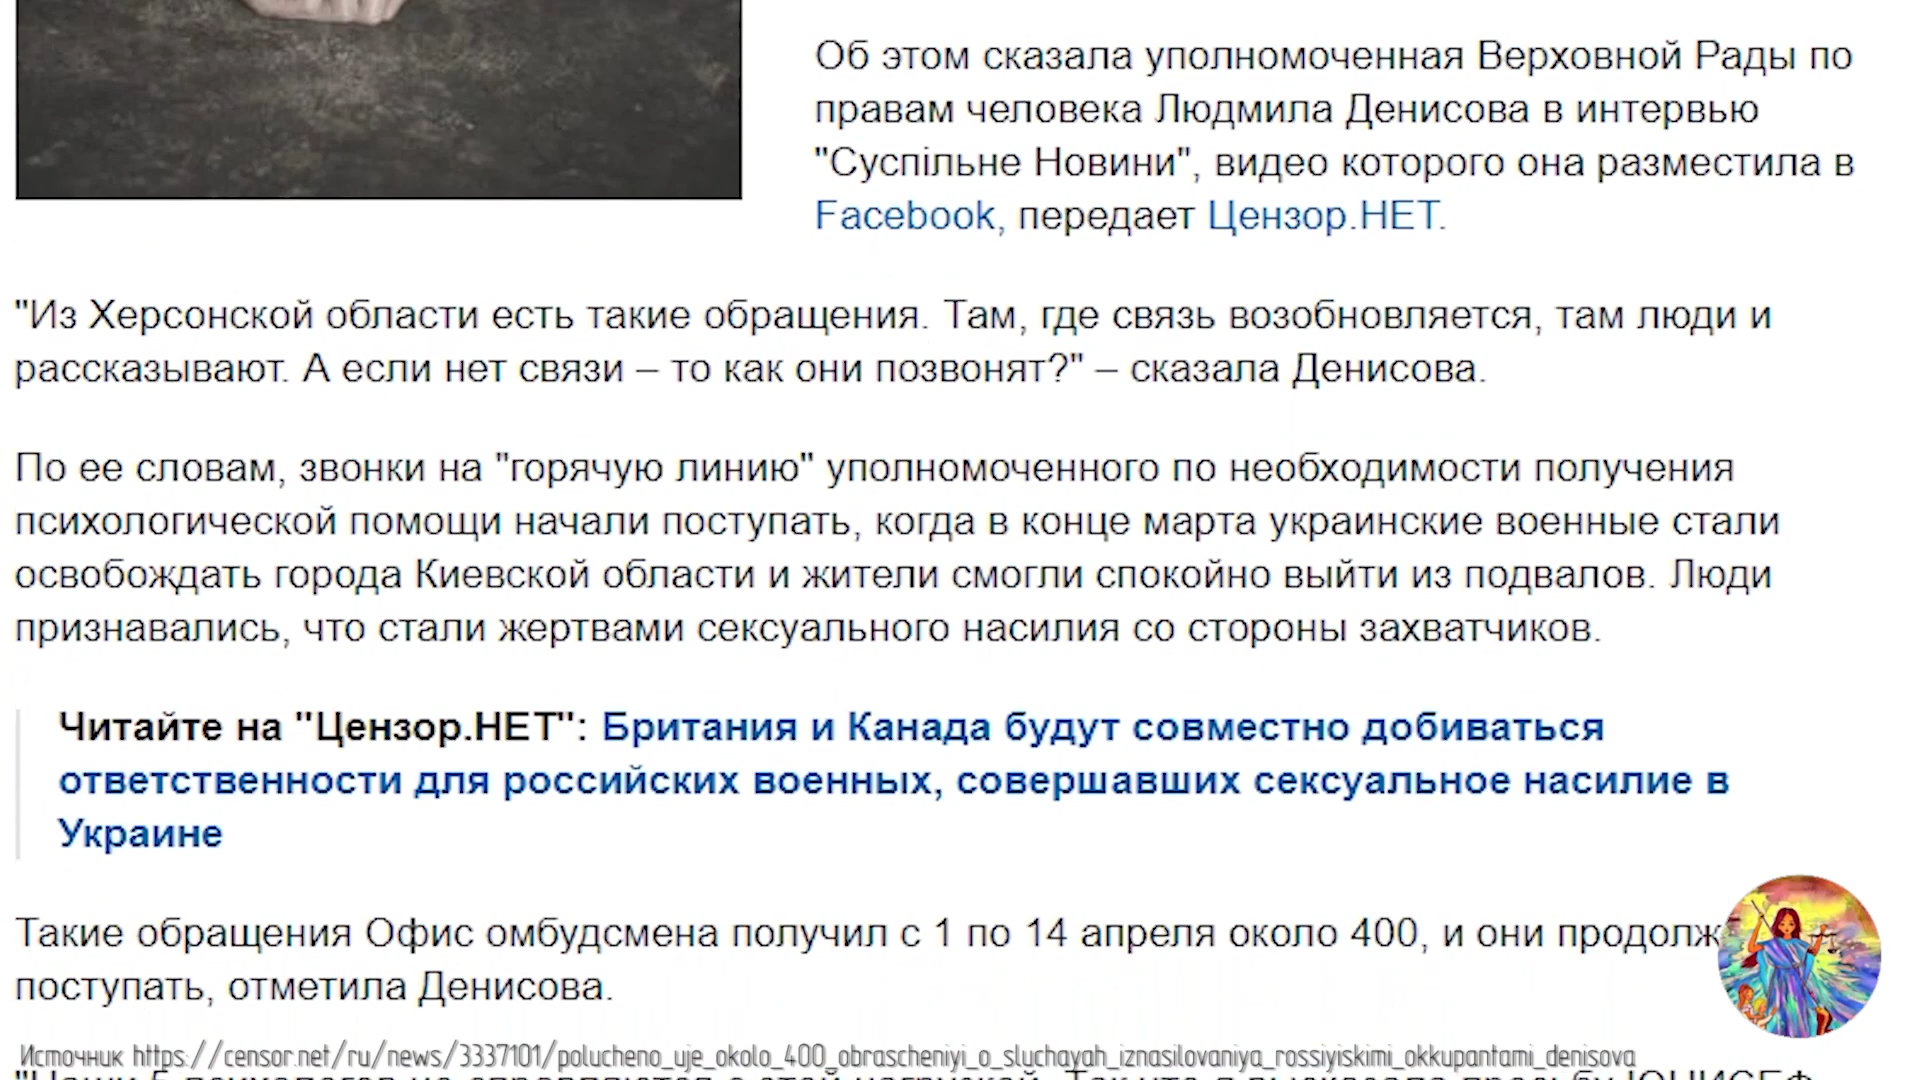 Об этом сказала уполномоченная Верховной Рады по
правам человека Людмила Денисова в интервью
"Суспільне Новини", видео которого она разместила в
Facebook, передает Цензор.НЕТ.
"Из Херсонской области есть такие обращения. Там, где связь возобновляется, там люди и
рассказывают. А если нет связи – то как они позвонят?" – сказала Денисова.
По ее словам, звонки на "горячую линию" уполномоченного по необходимости получения
психологической помощи начали поступать, когда в конце марта украинские военные стали
освобождать города Киевской области и жители смогли спокойно выйти из подвалов. Люди
признавались, что стали жертвами сексуального насилия со стороны захватчиков.
Читайте на "Цензор.НЕТ": Британия и Канада будут совместно добиваться
ответственности для российских военных, совершавших сексуальное насилие в
Украине
Такие обращения Офис омбудсмена получил с 1 по 14 апреля около 400, и они продолж
поступать, отметила Денисова.
Источник https://censor.net/ru/news/3337101/polucheno_uje_okolo_400_obrascheniyi_o_sluchayah_iznasilovaniya_rossiyiskimi_okkupantami_denisova